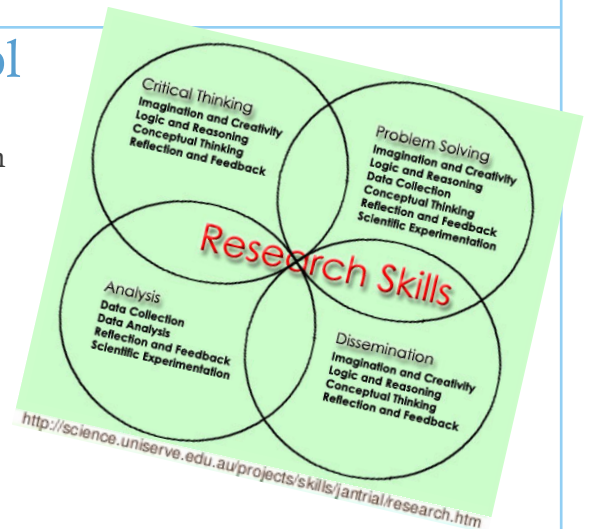 ol
n
Critical Thinking
Imagination and Creativity
Logic and Reasoning
Conceptual Thinking
Reflection and Feedback
Problem Solving
Imagination and Creativity
Logic and Reasoning
Data Collection
Conceptual Thinking
Reflection and Feedback
Scientific Experimentation
Research Skills
Analysis
Data Collection
Data Analysis
Reflection and Feedback
Scientific Experimentation
Dissemination
Imagination and Creativity
Logic and Reasoning
Conceptual Thinking
Reflection and Feedback
http://science.uniserve.edu.au/projects/skills/jantrial/research.htm